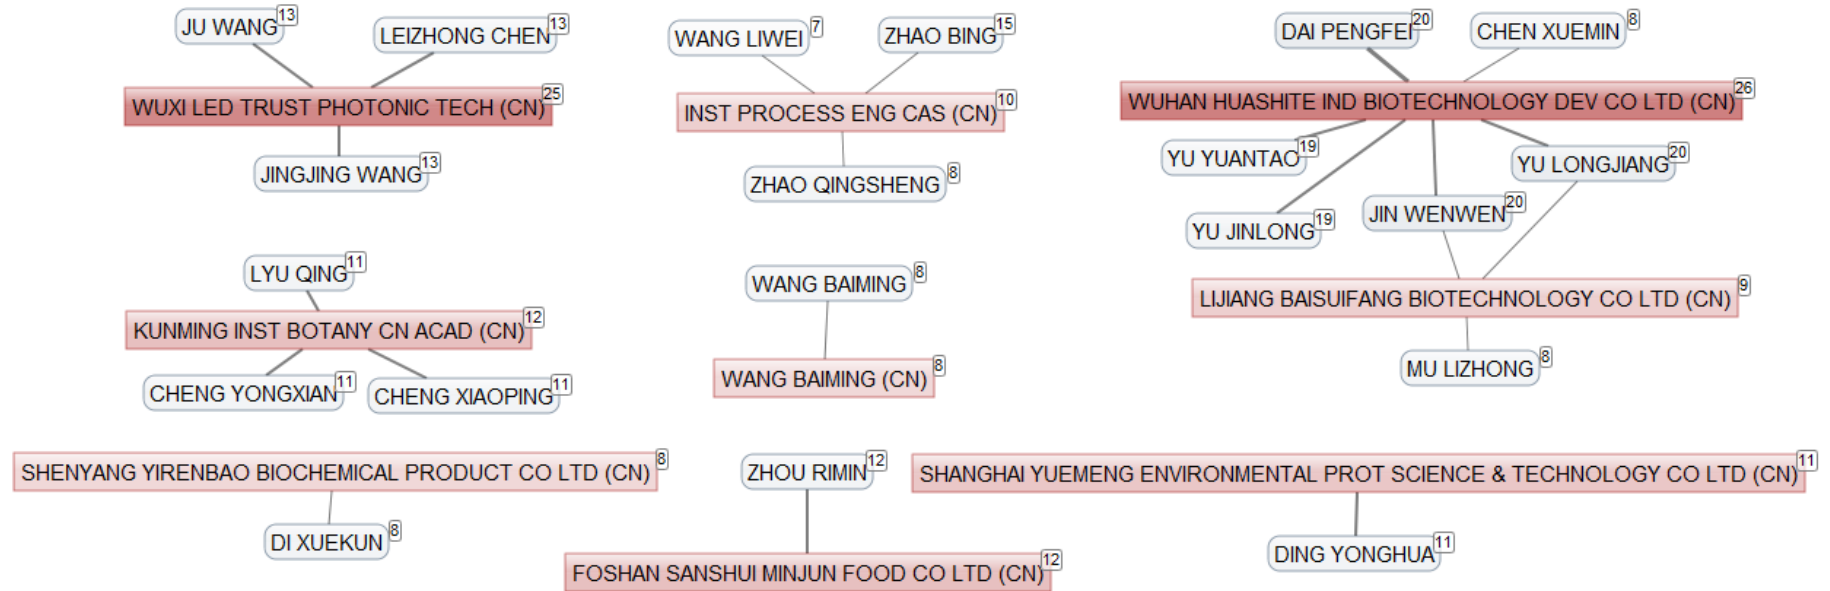 JU WANG 13
LEIZHONG CHEN 13
WUXI LED TRUST PHOTONIC TECH (CN) 25
JINGJING WANG 13
WANG LIWEI 7
ZHAO BING 15
INST PROCESS ENG CAS (CN) 10
ZHAO QINGSHENG 8
DAI PENGFEI 20
CHEN XUEMIN 8
WUHAN HUASHITE IND BIOTECHNOLOGY DEV CO LTD (CN) 26
YU YUANTAO 19
YU LONGJIANG 20
JIN WENWEN 20
YU JINLONG 19
LIJIANG BAISUIFANG BIOTECHNOLOGY CO LTD (CN) 9
MU LIZHONG 8
LYU QING 11
KUNMING INST BOTANY CN ACAD (CN) 12
CHENG YONGXIAN 11
CHENG XIAOPING 11
WANG BAIMING 8
WANG BAIMING (CN) 8
SHENYANG YIRENBAO BIOCHEMICAL PRODUCT CO LTD (CN) 8
DI XUEKUN 8
ZHOU RIMIN 12
FOSHAN SANSHUI MINJUN FOOD CO LTD (CN) 12
SHANGHAI YUEMENG ENVIRONMENTAL PROT SCIENCE & TECHNOLOGY CO LTD (CN) 11
DING YONGHUA 11